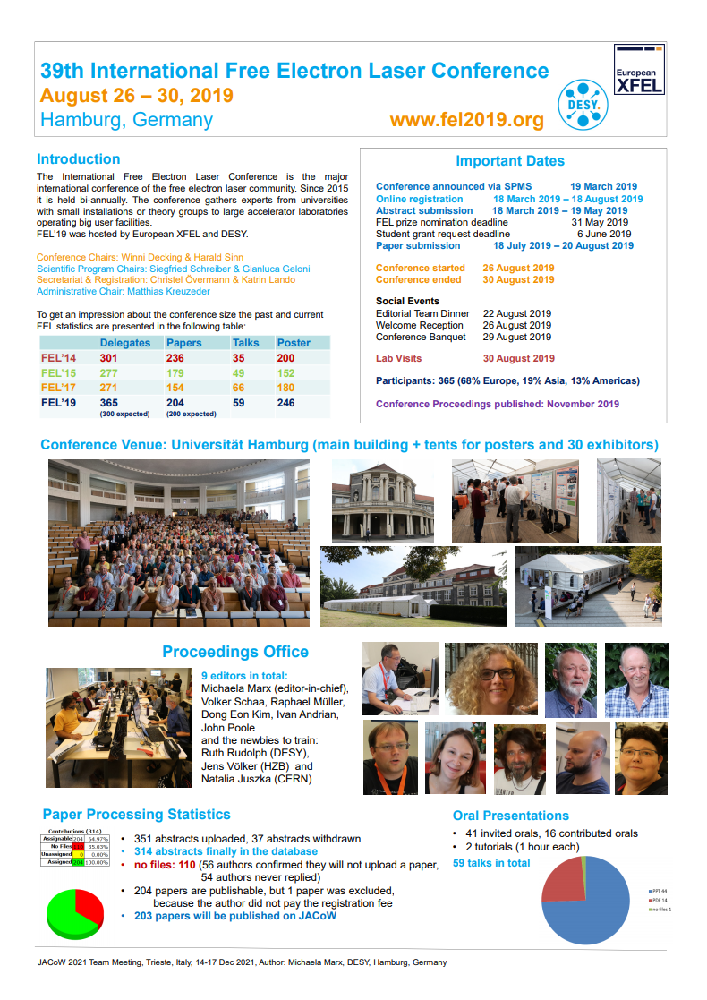 39th International Free Electron Laser Conference
August 26 – 30, 2019
Hamburg, Germany
www.fel2019.org
DESY.
European
XFEL
Introduction
The International Free Electron Laser Conference is the major
international conference of the free electron laser community. Since 2015
it is held bi-annually. The conference gathers experts from universities
with small installations or theory groups to large accelerator laboratories
operating big user facilities.
FEL'19 was hosted by European XFEL and DESY.
Conference Chairs: Winni Decking & Harald Sinn
Scientific Program Chairs: Siegfried Schreiber & Gianluca Geloni
Secretariat & Registration: Christel Övermann & Katrin Lando
Administrative Chair: Matthias Kreuzeder
To get an impression about the conference size the past and current
FEL statistics are presented in the following table:
Delegates Papers Talks Poster
FEL'14 301 236 35 200
FEL'15 277 179 49 152
FEL'17 271 154 66 180
FEL'19 365 204 59 246
(300 expected) (200 expected)
Important Dates
Conference announced via SPMS 19 March 2019
Online registration 18 March 2019 – 18 August 2019
Abstract submission 18 March 2019 – 19 May 2019
FEL prize nomination deadline 31 May 2019
Student grant request deadline 6 June 2019
Paper submission 18 July 2019 – 20 August 2019
Conference started 26 August 2019
Conference ended 30 August 2019
Social Events
Editorial Team Dinner 22 August 2019
Welcome Reception 26 August 2019
Conference Banquet 29 August 2019
Lab Visits 30 August 2019
Participants: 365 (68% Europe, 19% Asia, 13% Americas)
Conference Proceedings published: November 2019
Conference Venue: Universität Hamburg (main building + tents for posters and 30 exhibitors)
Proceedings Office
9 editors in total:
Michaela Marx (editor-in-chief),
Volker Schaa, Raphael Müller,
Dong Eon Kim, Ivan Andrian,
John Poole
and the newbies to train:
Ruth Rudolph (DESY),
Jens Völker (HZB) and
Natalia Juszka (CERN)
Paper Processing Statistics
Contributions (314)
Assignable 204 64.97%
No Files 110 35.03%
Unassigned 0 0.00%
Assigned 204 100.00%
• 351 abstracts uploaded, 37 abstracts withdrawn
• 314 abstracts finally in the database
• no files: 110 (56 authors confirmed they will not upload a paper,
54 authors never replied)
• 204 papers are publishable, but 1 paper was excluded,
because the author did not pay the registration fee
• 203 papers will be published on JACoW
Oral Presentations
• 41 invited orals, 16 contributed orals
• 2 tutorials (1 hour each)
59 talks in total
PPT 44
PDF 14
no files 1
JACoW 2021 Team Meeting, Trieste, Italy, 14-17 Dec 2021, Author: Michaela Marx, DESY, Hamburg, Germany